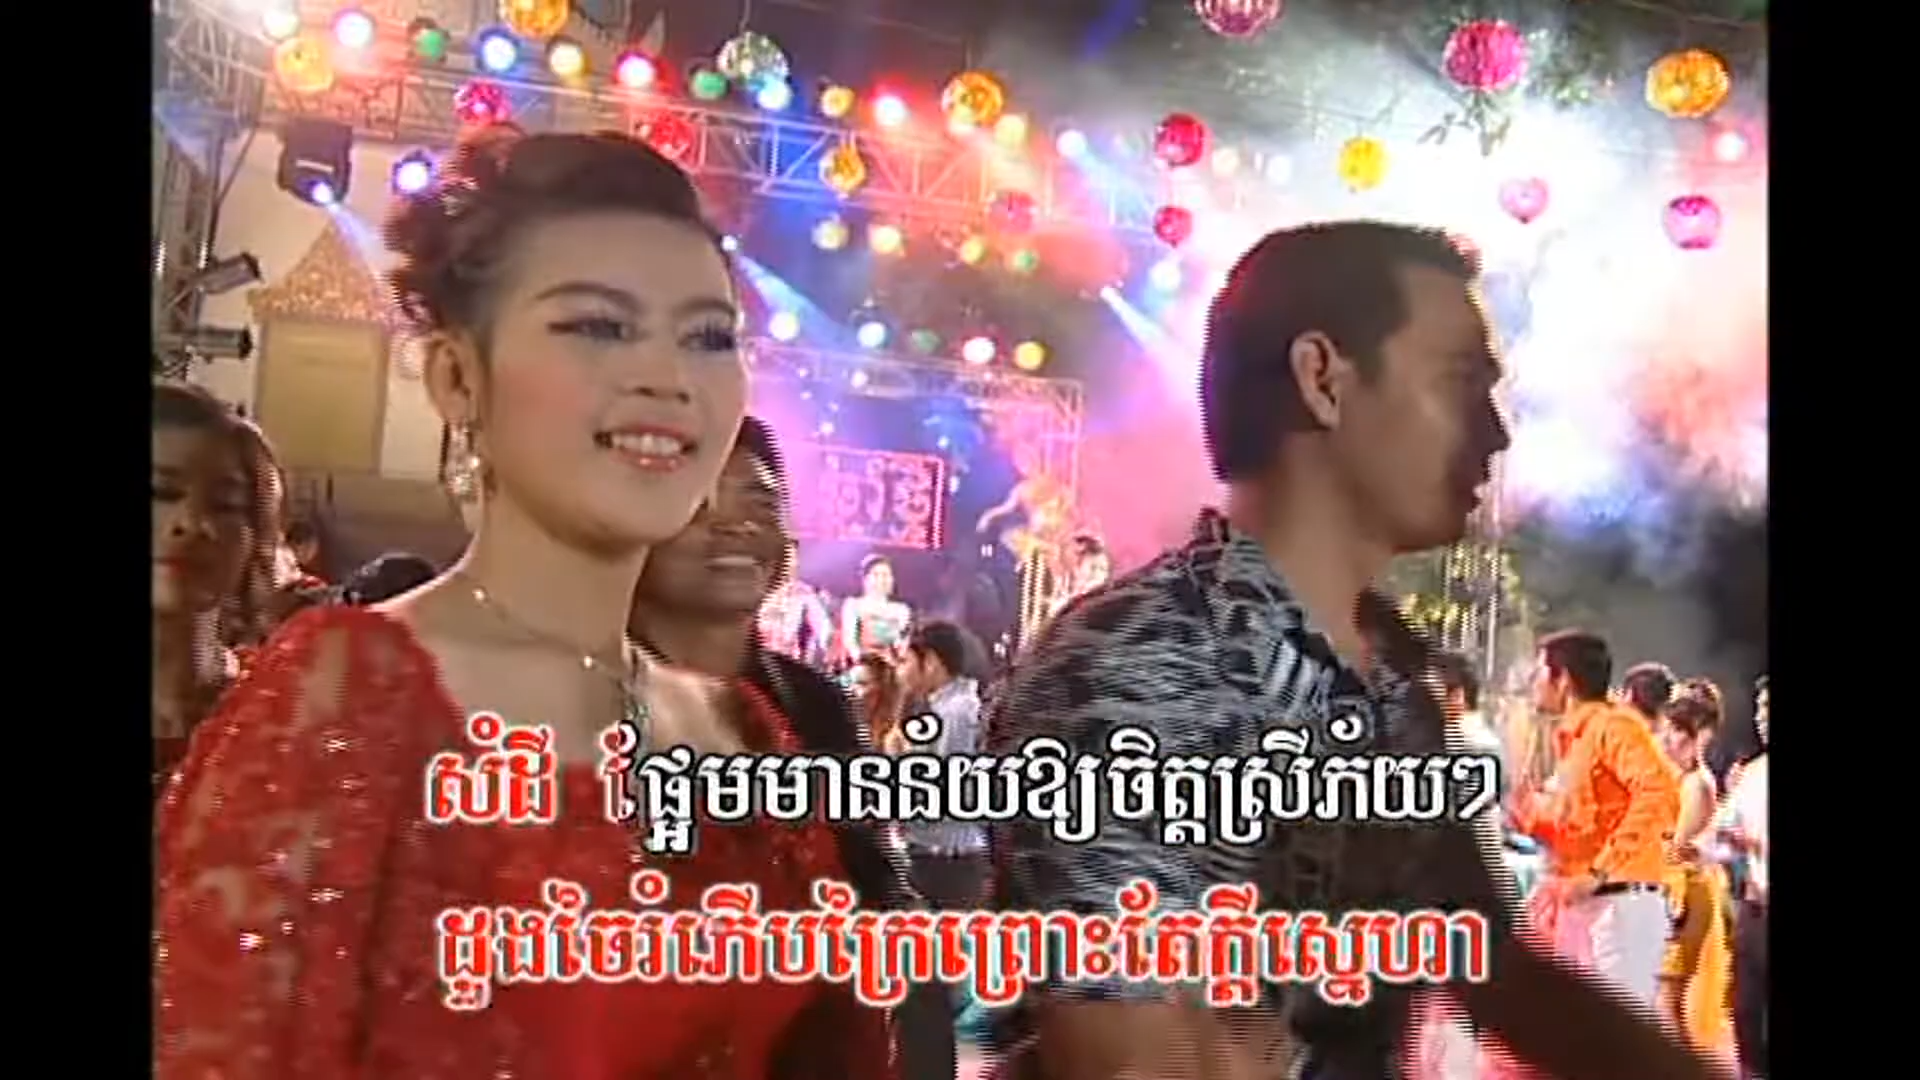 សំដី ផ្អែមមានន័យឱ្យចិត្តស្រីភ័យៗ
ដួងចៃរំភើបក្រៃព្រោះតែក្ដីស្នេហា